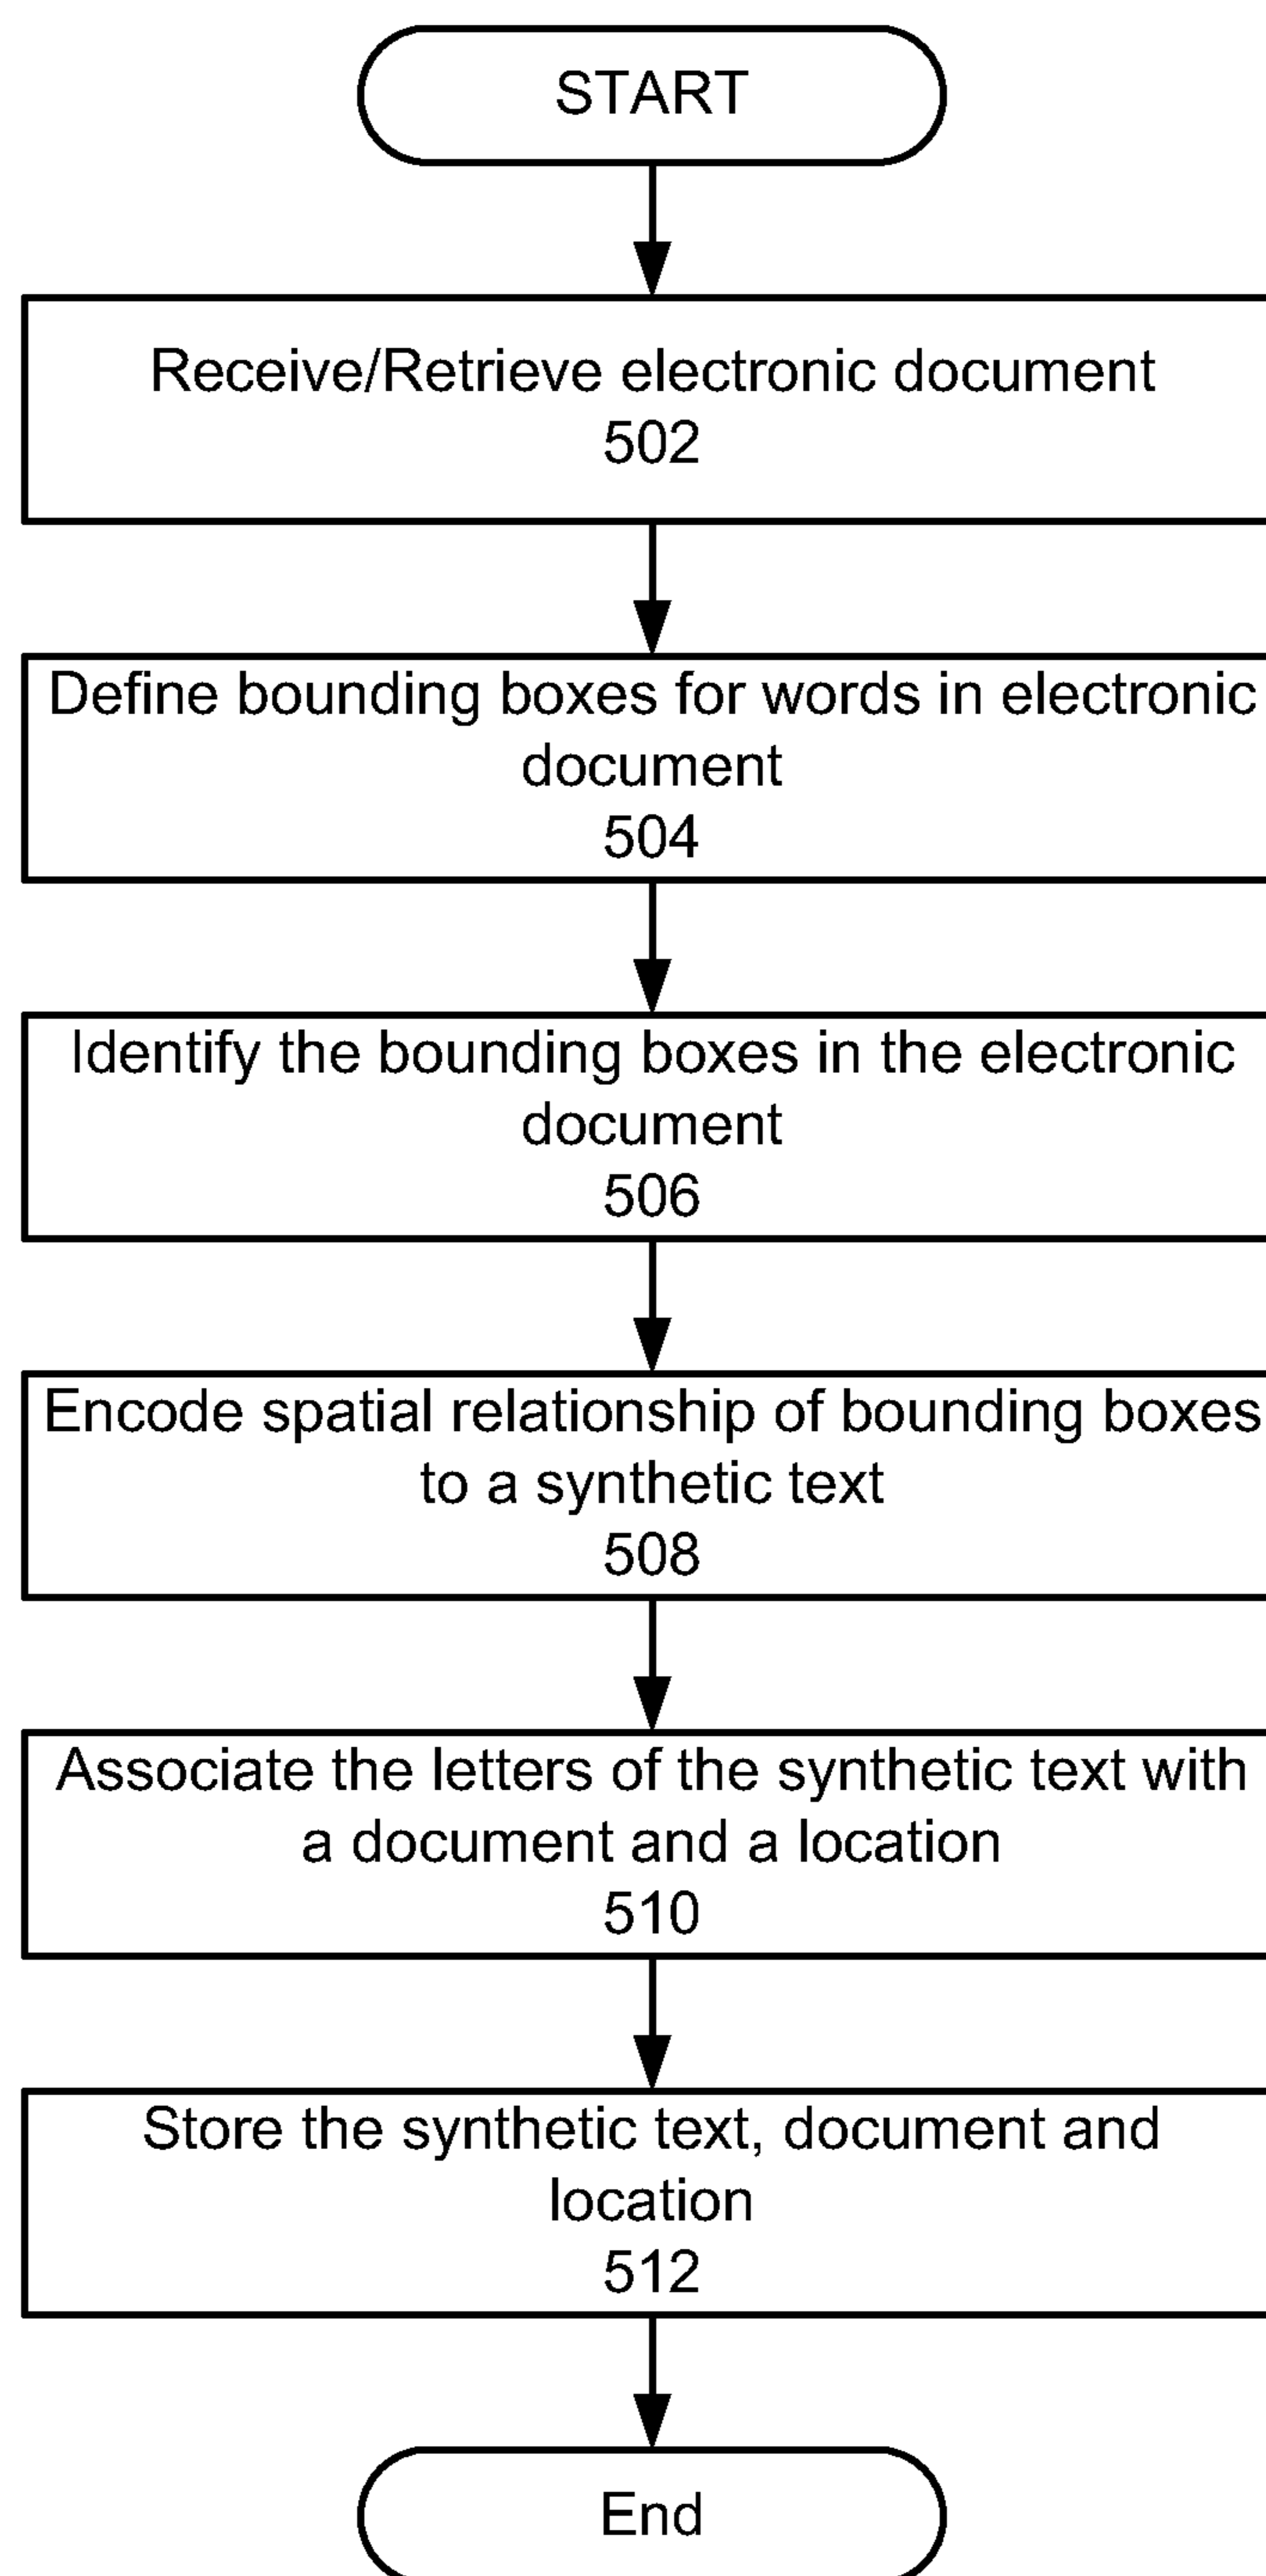 START
Receive/Retrieve electronic document
502
Define bounding boxes for words in electronic
document
504
Identify the bounding boxes in the electronic
document
506
Encode spatial relationship of bounding boxes
to a synthetic text
508
Associate the letters of the synthetic text with
a document and a location
510
Store the synthetic text, document and
location
512
End